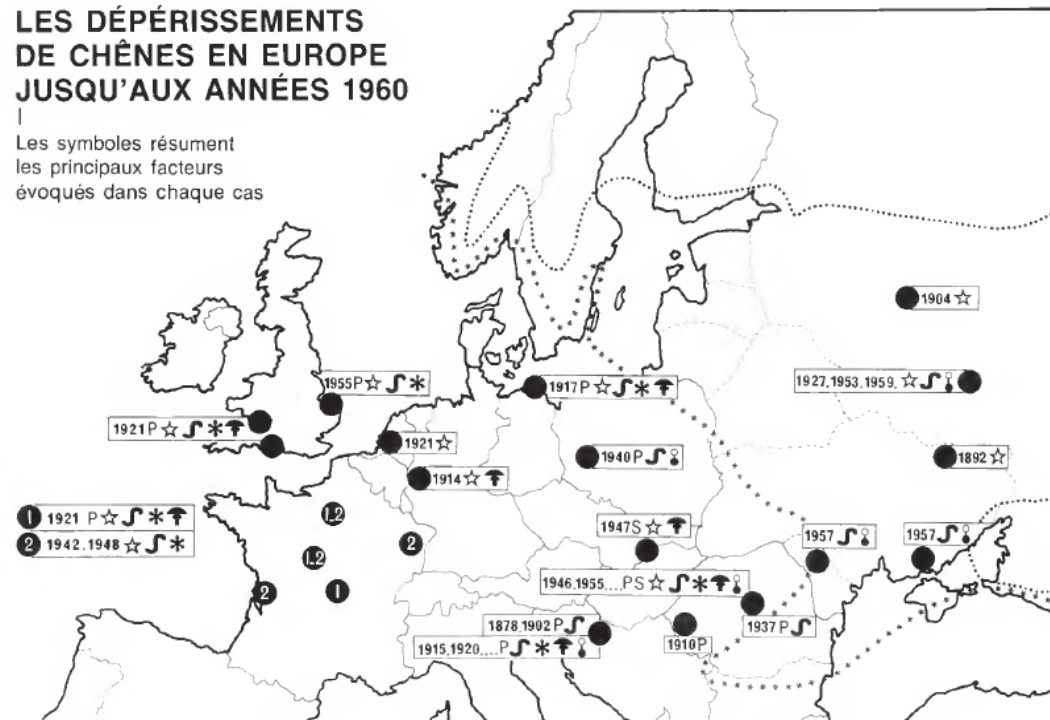 LES DÉPÉRISSEMENTS
DE CHÊNES EN EUROPE
JUSQU'AUX ANNÉES 1960
Les symboles résument
les principaux facteurs
évoqués dans chaque cas
1904 ☆
1955P ☆ *
1917P ☆ *
1927,1953,1959, ☆
1921P ☆ *
1921 ☆
1940P
1892 ☆
1914 ☆
1 1921 P ☆ *
1.2
1947S ☆
1957
1957
2 1942.1948 ☆ *
2
1.2
1946,1955....PS ☆ *
2
1
1878,1902P
1937P
1910P
1915,1920....P *